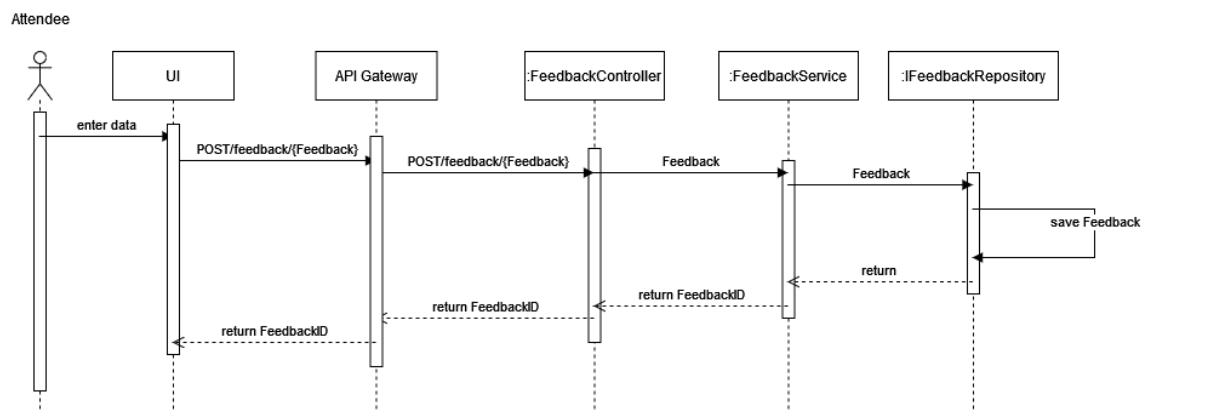 Attendee
UI
API Gateway
:FeedbackController
:FeedbackService
:IFeedbackRepository
enter data
POST/feedback/{Feedback}
POST/feedback/{Feedback}
Feedback
Feedback
save Feedback
return
return FeedbackID
return FeedbackID
return FeedbackID